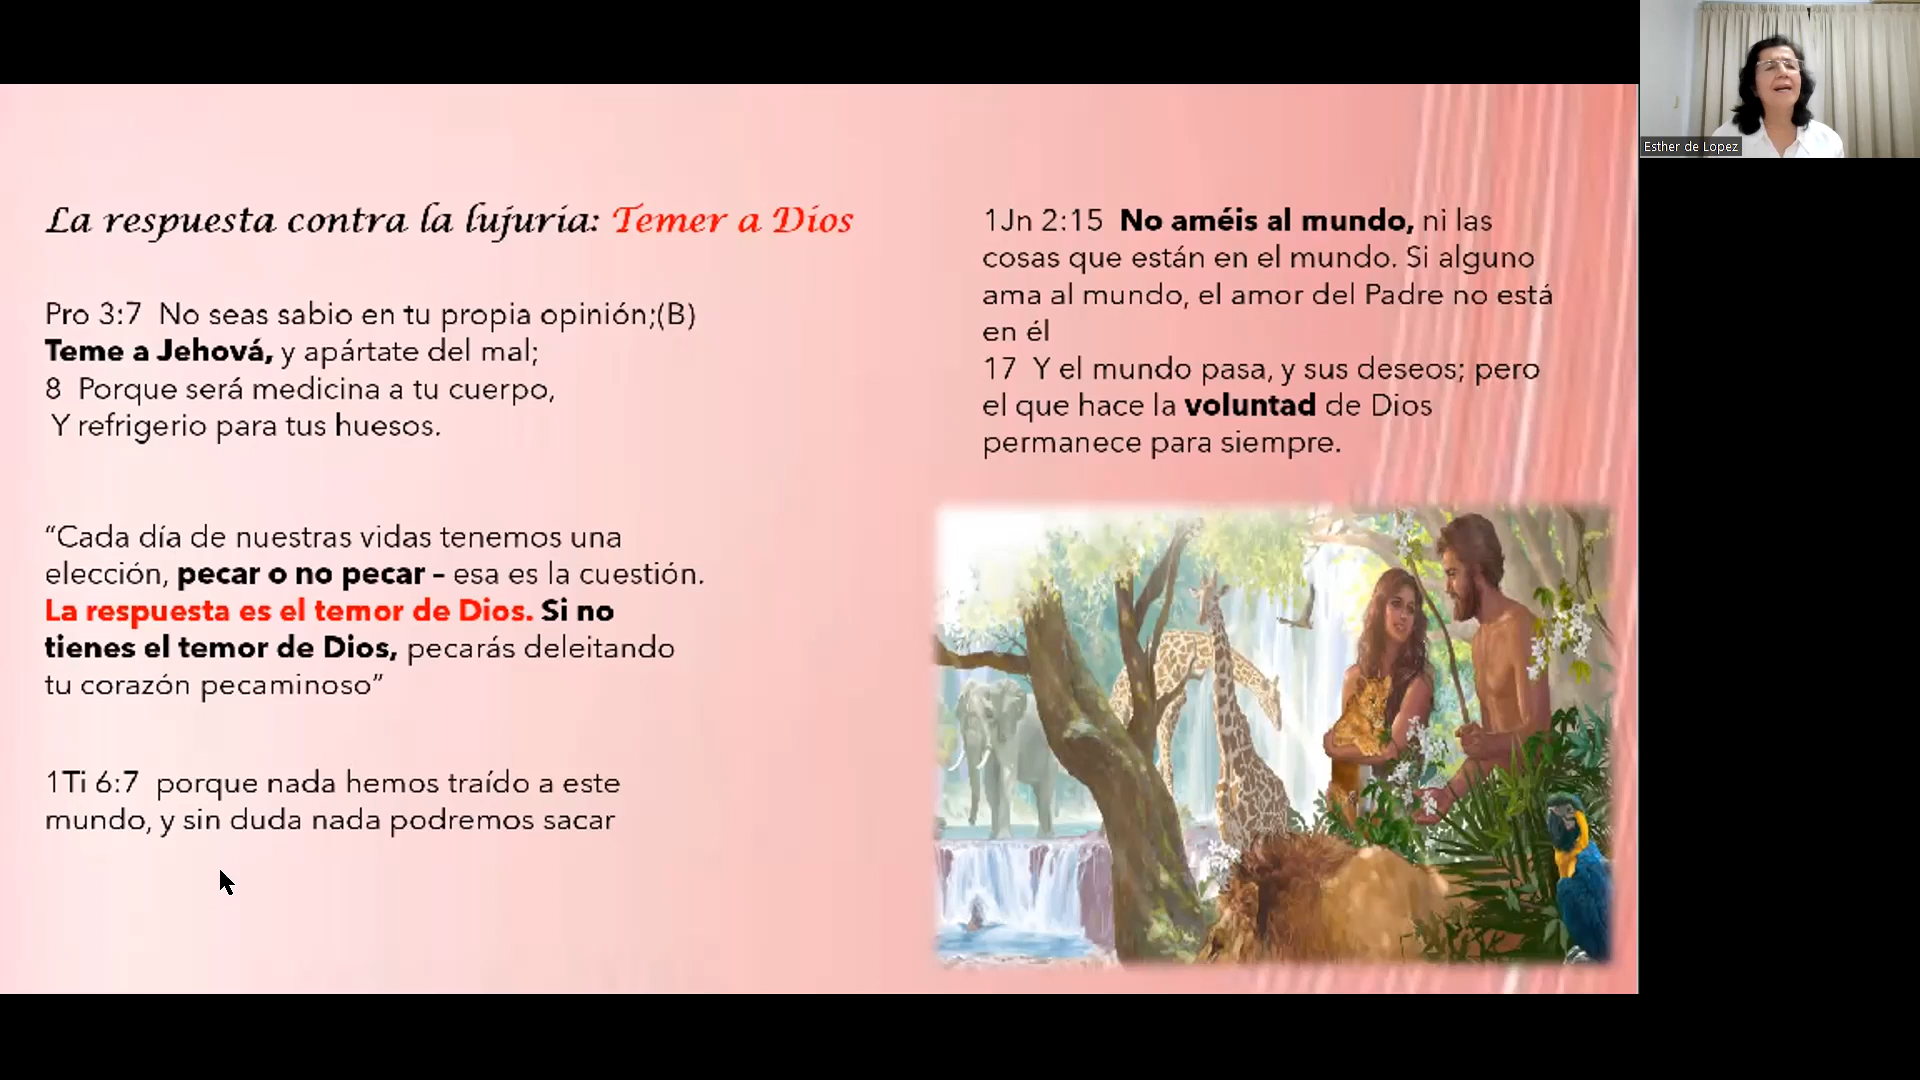 La respuesta contra la lujuria: Temer a Dios
Pro 3:7  No seas sabio en tu propia opinión;(B)
Teme a Jehová, y apártate del mal;
8  Porque será medicina a tu cuerpo,
Y refrigerio para tus huesos.
“Cada día de nuestras vidas tenemos una
elección, pecar o no pecar – esa es la cuestión.
La respuesta es el temor de Dios. Si no
tienes el temor de Dios, pecarás deleitando
tu corazón pecaminoso”
1Ti 6:7  porque nada hemos traído a este
mundo, y sin duda nada podremos sacar
1Jn 2:15  No améis al mundo, ni las
cosas que están en el mundo. Si alguno
ama al mundo, el amor del Padre no está
en él
17  Y el mundo pasa, y sus deseos; pero
el que hace la voluntad de Dios
permanece para siempre.
Esther de Lopez